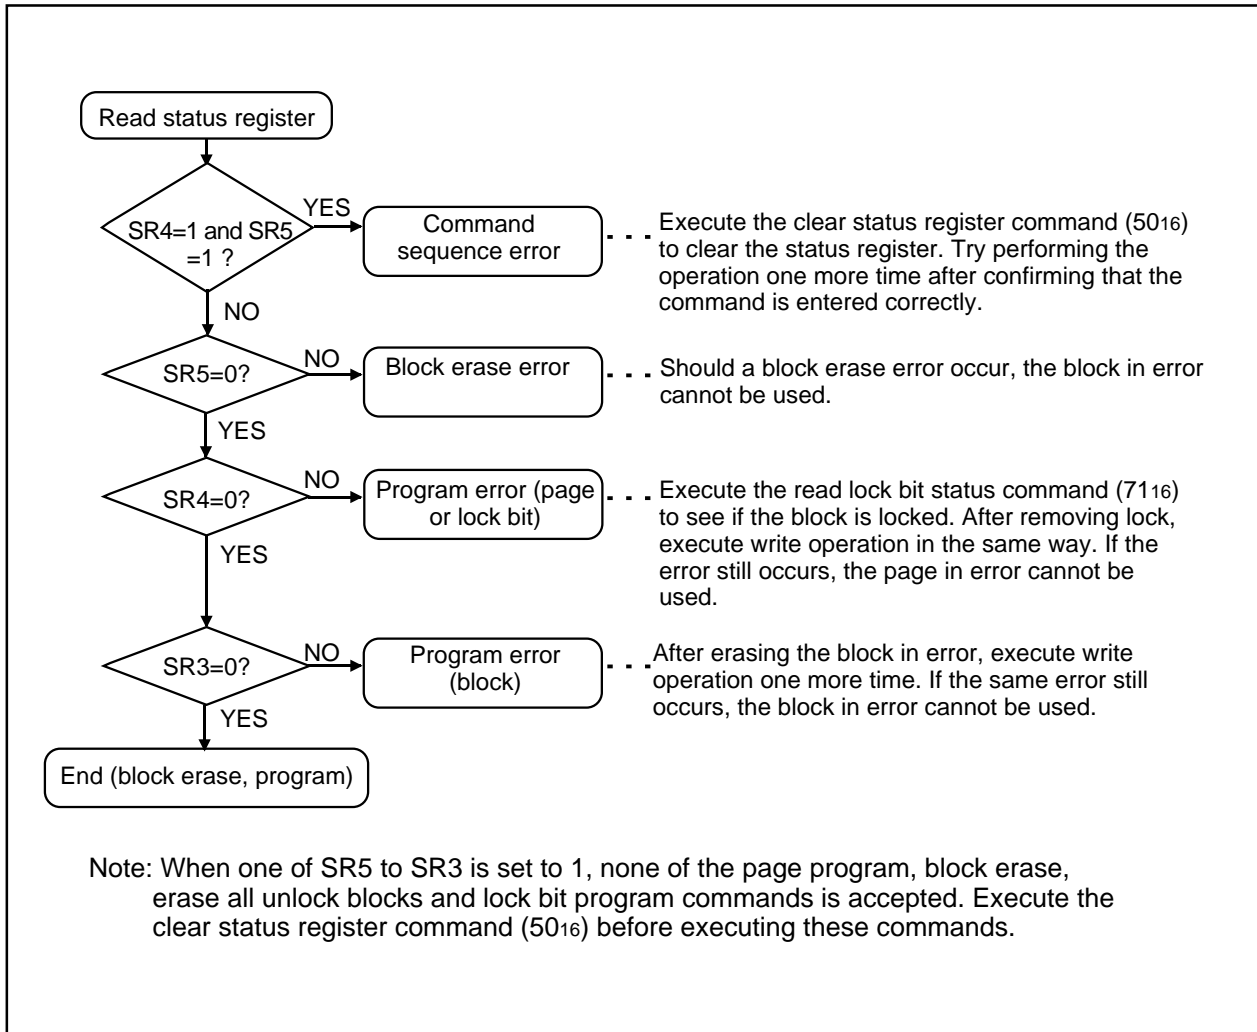 Read status register
SR4=1 and SR5
=1 ?
YES
Command
sequence error
Execute the clear status register command (5016)
to clear the status register. Try performing the
operation one more time after confirming that the
command is entered correctly.
NO
SR5=0?
NO
Block erase error
Should a block erase error occur, the block in error
cannot be used.
YES
SR4=0?
NO
Program error (page
or lock bit)
Execute the read lock bit status command (7116)
to see if the block is locked. After removing lock,
execute write operation in the same way. If the
error still occurs, the page in error cannot be
used.
YES
SR3=0?
NO
Program error
(block)
After erasing the block in error, execute write
operation one more time. If the same error still
occurs, the block in error cannot be used.
YES
End (block erase, program)
Note: When one of SR5 to SR3 is set to 1, none of the page program, block erase,
erase all unlock blocks and lock bit program commands is accepted. Execute the
clear status register command (5016) before executing these commands.